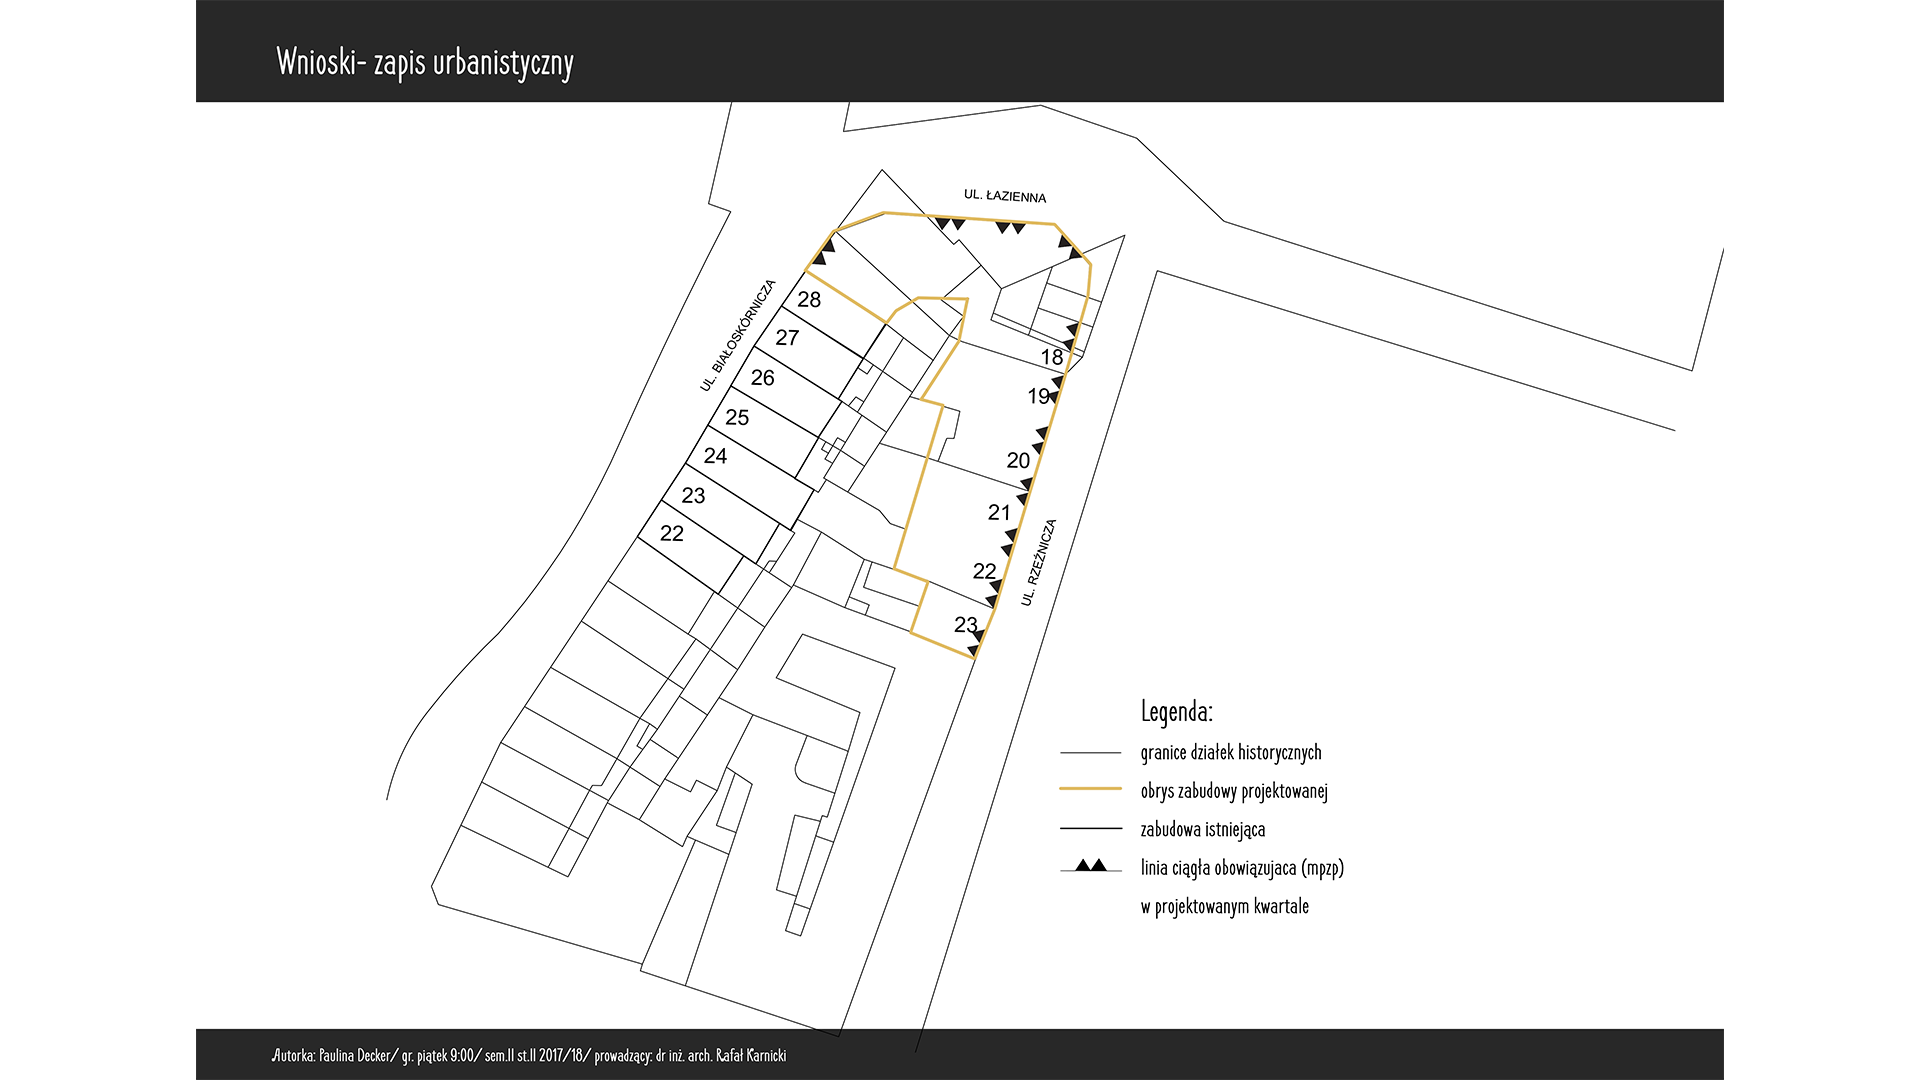 Wnioski- zapis urbanistyczny
UL. ŁAZIENNA
UL. BIAŁOSKÓRNICZA
28
27
26
25
24
23
22
18
19
20
21
22
23
UL. RZEŹNICZA
Legenda:
granice działek historycznych
obrys zabudowy projektowanej
zabudowa istniejąca
linia ciągła obowiązujaca (mpzp)
w projektowanym kwartale
Autorka: Paulina Decker/ gr. piątek 9:00/ sem.II st.II 2017/18/ prowadzący: dr inż. arch. Rafał Karnicki